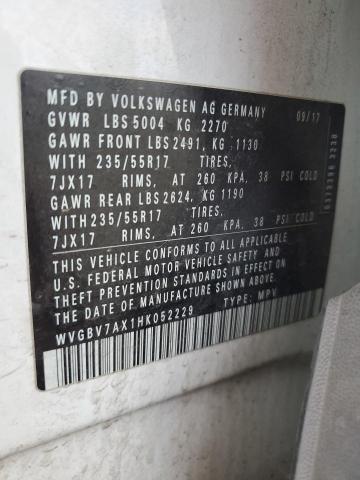 MFD BY VOLKSWAGEN AG GERMANY 09/17
GVWR LBS 5004 KG 2270
GAWR FRONT LBS 2491, KG 1130
WITH 235/55R17 TIRES,
7JX17 RIMS, AT 260 KPA, 38 PSI COLD
GAWR REAR LBS 2624, KG 1190
WITH 235/55R17 TIRES,
7JX17 RIMS, AT 260 KPA, 38 PSI COLD
THIS VEHICLE CONFORMS TO ALL APPLICABLE
U.S. FEDERAL MOTOR VEHICLE SAFETY AND
THEFT PREVENTION STANDARDS IN EFFECT ON
THE DATE OF MANUFACTURE SHOWN ABOVE.
WVGBV7AX1HK052229 TYPE: MPV